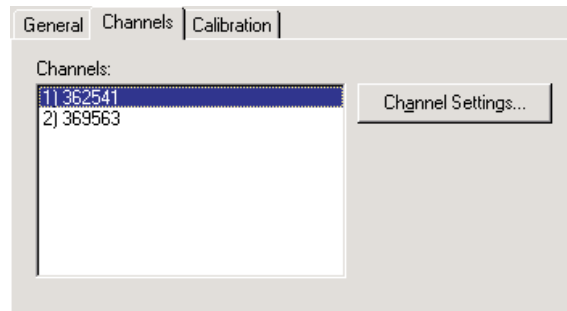 General Channels Calibration
Channels:
1) 362541
Channel Settings...
2) 369563